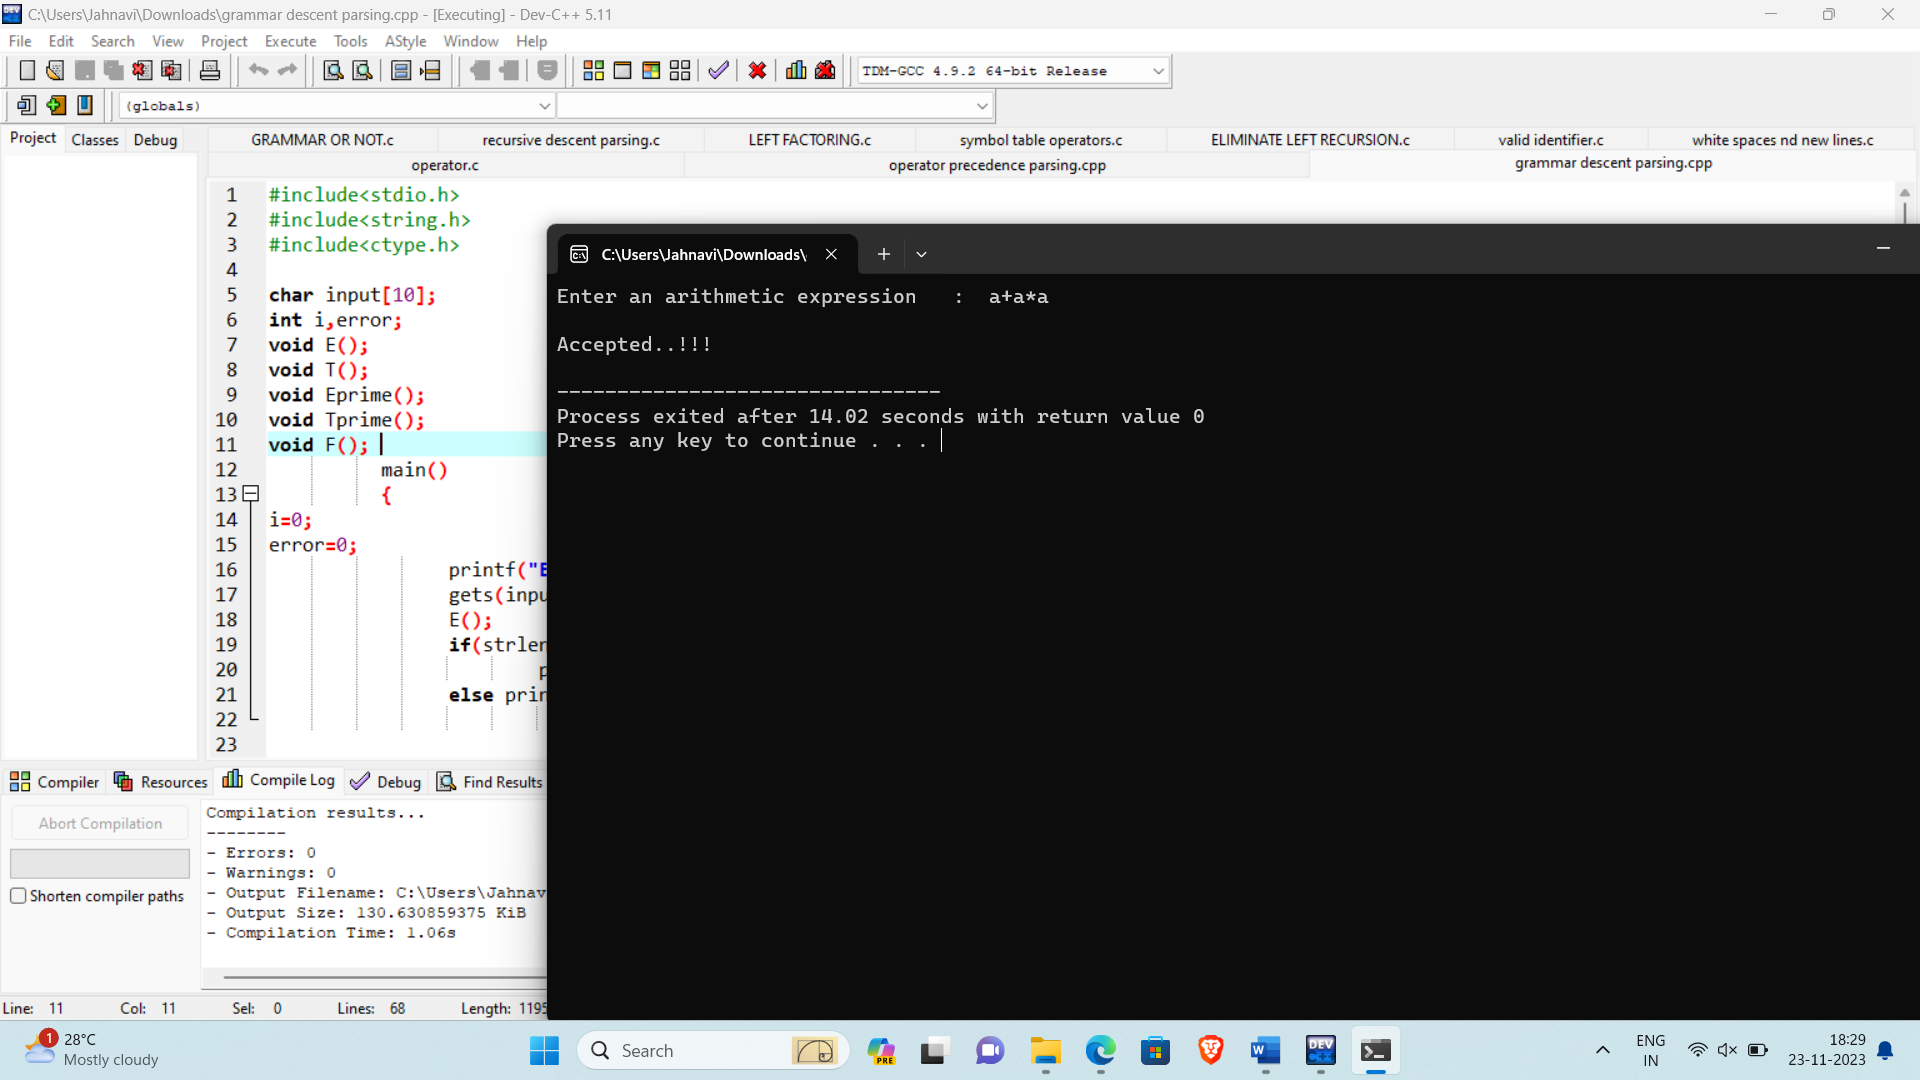 C:\Users\Jahnavi\Downloads\grammar descent parsing.cpp - [Executing] - Dev-C++ 5.11
File Edit Search View Project Execute Tools AStyle Window Help
TDM-GCC 4.9.2 64-bit Release
(globals)
Project Classes Debug
GRAMMAR OR NOT.c recursive descent parsing.c LEFT FACTORING.c symbol table operators.c ELIMINATE LEFT RECURSION.c valid identifier.c white spaces nd new lines.c
operator.c operator precedence parsing.cpp grammar descent parsing.cpp
1 #include<stdio.h>
2 #include<string.h>
3 #include<ctype.h>
4
5 char input[10];
6 int i,error;
7 void E();
8 void T();
9 void Eprime();
10 void Tprime();
11 void F();
12 main()
13 {
14 i=0;
15 error=0;
16 printf("E
17 gets(inpu
18 E();
19 if(strlen
20 p
21 else prin
22
23
C:\Users\Jahnavi\Downloads\
Enter an arithmetic expression : a+a*a
Accepted..!!!
--------------------------------
Process exited after 14.02 seconds with return value 0
Press any key to continue . . .
Compiler Resources Compile Log Debug Find Results
Abort Compilation
Shorten compiler paths
Compilation results...
--------
- Errors: 0
- Warnings: 0
- Output Filename: C:\Users\Jahnav
- Output Size: 130.630859375 KiB
- Compilation Time: 1.06s
Line: 11 Col: 11 Sel: 0 Lines: 68 Length: 1195
1
28°C
Mostly cloudy
Search
PRE
DEV
ENG
IN
18:29
23-11-2023